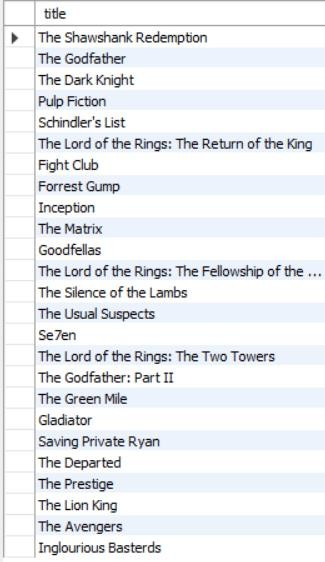 title
The Shawshank Redemption
The Godfather
The Dark Knight
Pulp Fiction
Schindler's List
The Lord of the Rings: The Return of the King
Fight Club
Forrest Gump
Inception
The Matrix
Goodfellas
The Lord of the Rings: The Fellowship of the ...
The Silence of the Lambs
The Usual Suspects
Se7en
The Lord of the Rings: The Two Towers
The Godfather: Part II
The Green Mile
Gladiator
Saving Private Ryan
The Departed
The Prestige
The Lion King
The Avengers
Inglourious Basterds